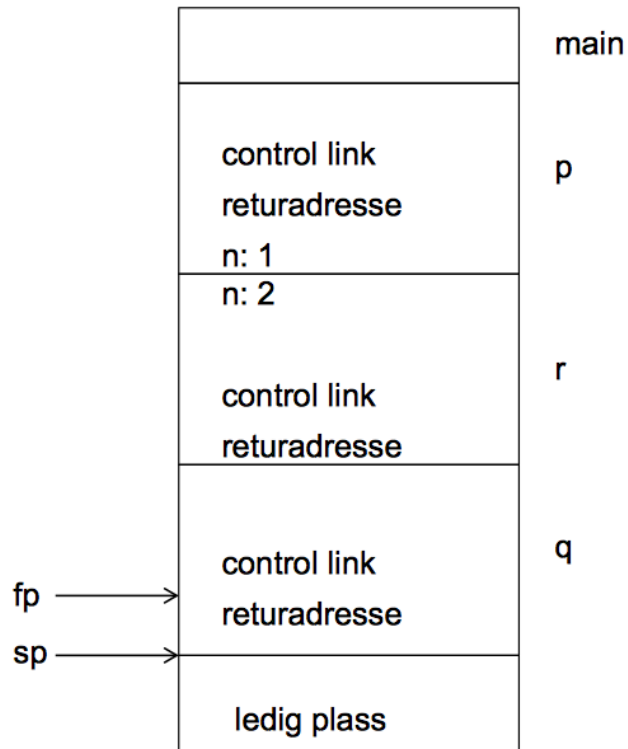 main
control link
p
returadresse
n: 1
n: 2
r
control link
returadresse
q
control link
fp
returadresse
sp
ledig plass